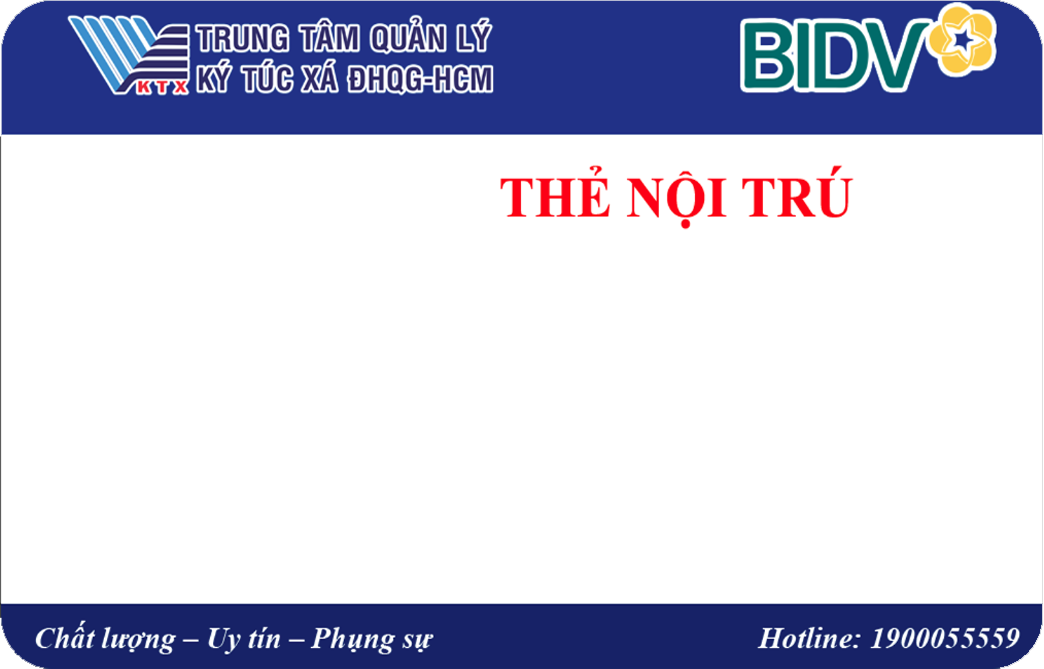 TRUNG TÂM QUẢN LÝ
KÝ TÚC XÁ ĐHQG-HCM
KTX
BIDV
THẺ NỘI TRÚ
Chất lượng – Uy tín – Phụng sự
Hotline: 1900055559